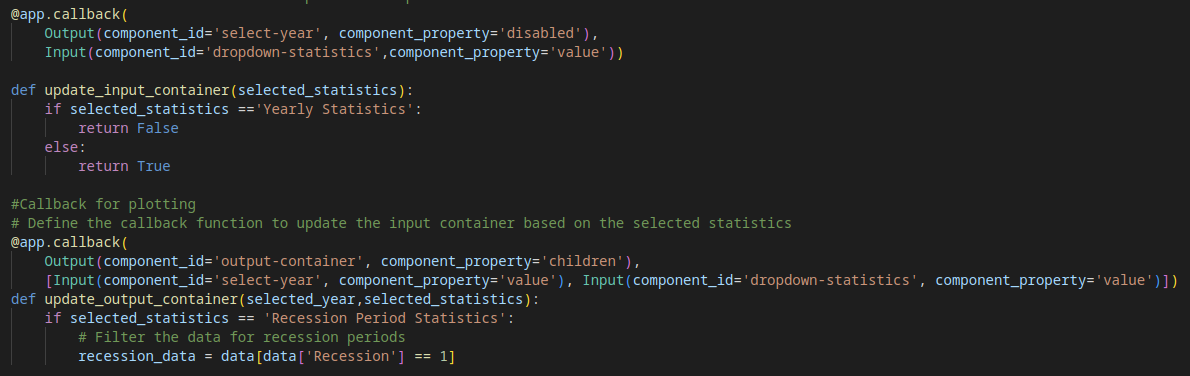 @app.callback(
    Output(component_id='select-year', component_property='disabled'),
    Input(component_id='dropdown-statistics',component_property='value'))

def update_input_container(selected_statistics):
    if selected_statistics =='Yearly Statistics':
        return False
    else:
        return True

#Callback for plotting
# Define the callback function to update the input container based on the selected statistics
@app.callback(
    Output(component_id='output-container', component_property='children'),
    [Input(component_id='select-year', component_property='value'), Input(component_id='dropdown-statistics', component_property='value')])
def update_output_container(selected_year,selected_statistics):
    if selected_statistics == 'Recession Period Statistics':
        # Filter the data for recession periods
        recession_data = data[data['Recession'] == 1]